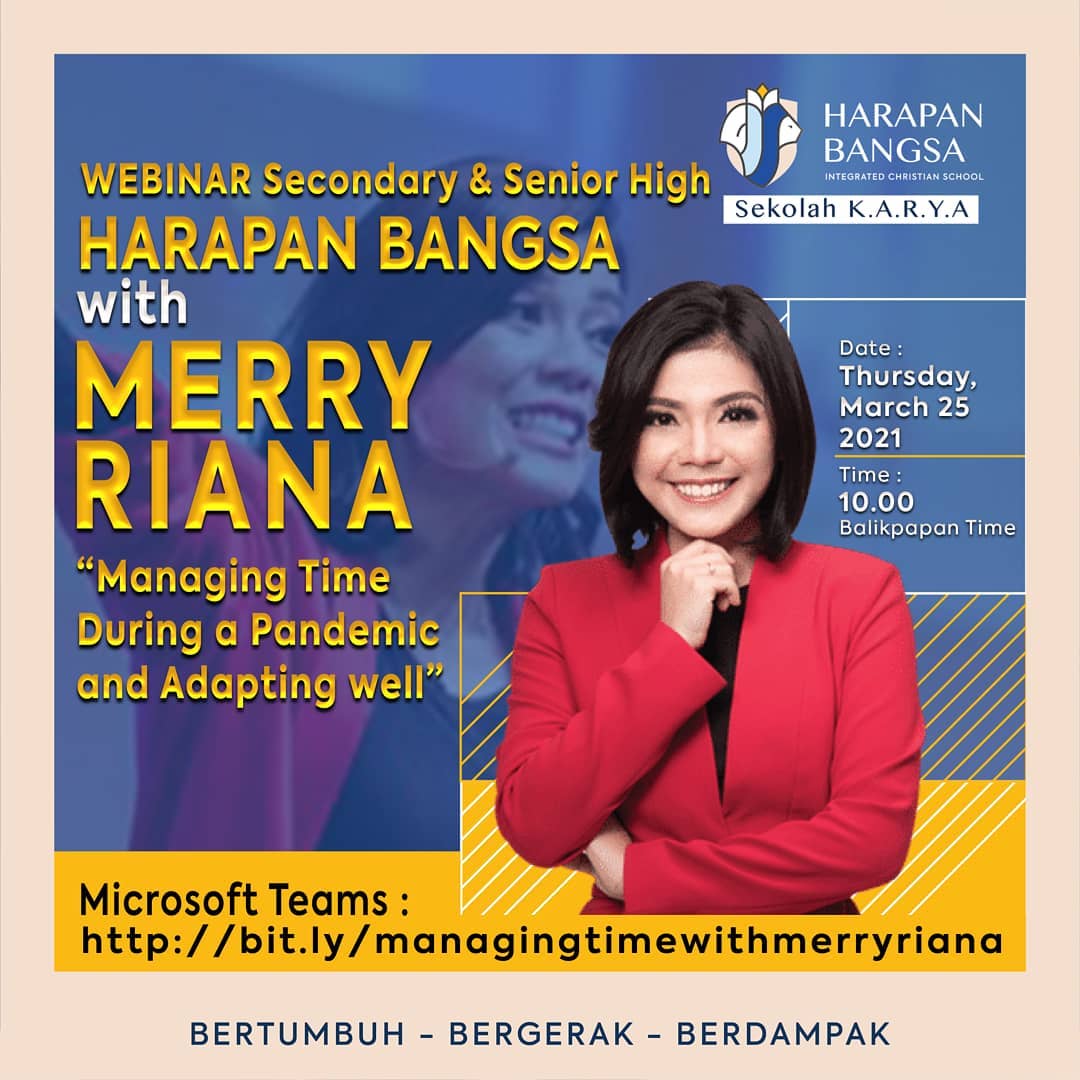 HARAPAN
BANGSA
INTEGRATED CHRISTIAN SCHOOL
Sekolah K.A.R.Y.A
WEBINAR Secondary & Senior High
HARAPAN BANGSA
with
MERRY
RIANA
“Managing Time
During a Pandemic
and Adapting well”
Date :
Thursday,
March 25
2021
Time :
10.00
Balikpapan Time
Microsoft Teams :
http://bit.ly/managingtimewithmerryriana
BERTUMBUH - BERGERAK - BERDAMPAK